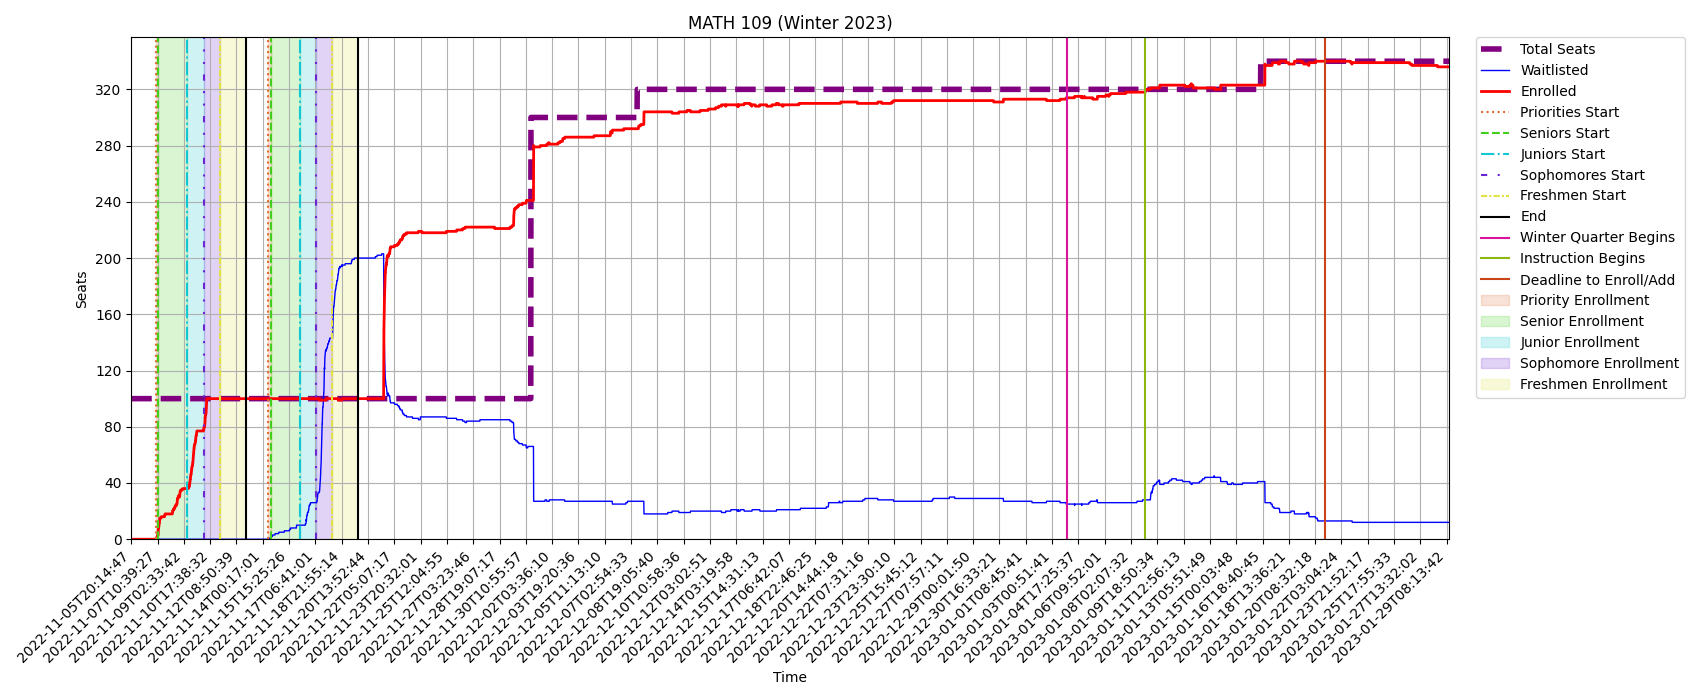 MATH 109 (Winter 2023)
Seats
320
280
240
200
160
120
80
40
0
2022-11-05T20:14:47
2022-11-07T10:39:27
2022-11-09T02:33:42
2022-11-10T17:38:32
2022-11-12T08:50:39
2022-11-14T00:17:01
2022-11-15T15:25:26
2022-11-17T06:41:01
2022-11-18T21:55:14
2022-11-20T13:52:44
2022-11-22T05:07:17
2022-11-23T20:32:01
2022-11-25T12:04:55
2022-11-27T03:23:46
2022-11-28T19:07:17
2022-11-30T10:55:57
2022-12-02T03:36:10
2022-12-03T19:20:36
2022-12-05T11:13:10
2022-12-07T02:54:33
2022-12-08T19:05:40
2022-12-10T10:58:36
2022-12-12T03:02:51
2022-12-13T19:19:58
2022-12-15T14:31:13
2022-12-17T06:42:07
2022-12-18T22:46:25
2022-12-20T14:44:18
2022-12-22T07:31:16
2022-12-23T23:30:10
2022-12-25T15:45:12
2022-12-27T07:57:11
2022-12-29T00:01:50
2022-12-30T16:33:21
2023-01-01T08:45:41
2023-01-03T00:51:41
2023-01-04T17:25:37
2023-01-06T09:52:01
2023-01-08T02:07:32
2023-01-09T18:50:34
2023-01-11T12:56:13
2023-01-13T05:51:49
2023-01-15T00:03:48
2023-01-16T18:40:45
2023-01-18T13:36:21
2023-01-20T08:32:18
2023-01-22T03:04:24
2023-01-23T21:52:17
2023-01-25T17:55:33
2023-01-27T13:32:02
2023-01-29T08:13:42
Time
Total Seats
Waitlisted
Enrolled
Priorities Start
Seniors Start
Juniors Start
Sophomores Start
Freshmen Start
End
Winter Quarter Begins
Instruction Begins
Deadline to Enroll/Add
Priority Enrollment
Senior Enrollment
Junior Enrollment
Sophomore Enrollment
Freshmen Enrollment